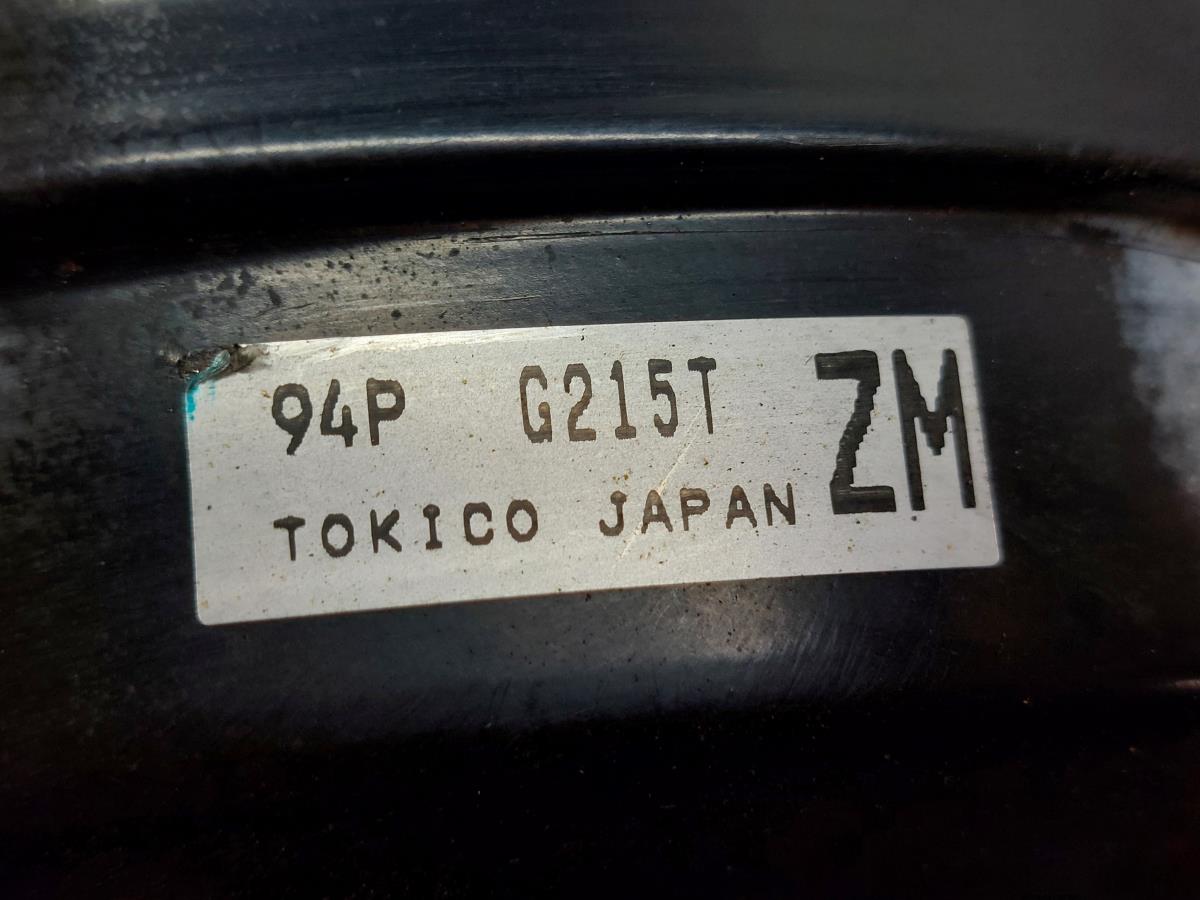 94P G215T ZM
TOKICO JAPAN